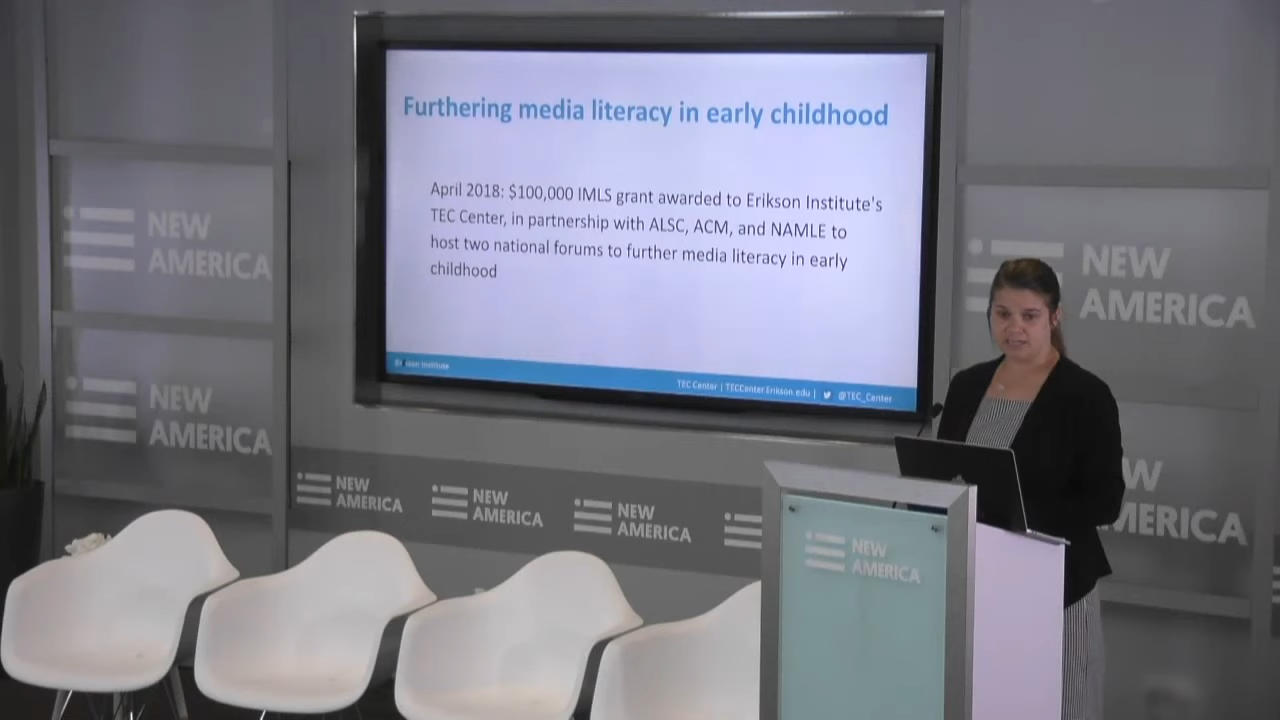 Furthering media literacy in early childhood
April 2018: $100,000 IMLS grant awarded to Erikson Institute's
TEC Center, in partnership with ALSC, ACM, and NAMLE to
host two national forums to further media literacy in early
childhood
Erikson Institute
TEC Center | TECCenter.Erikson.edu | @TEC_Center
NEW
AMERICA
NEW
AMERICA
NEW
AMERICA
NEW
AMERICA
NEW
AMERICA
NEW
AMERICA
NEW
AMERICA
W
MERICA